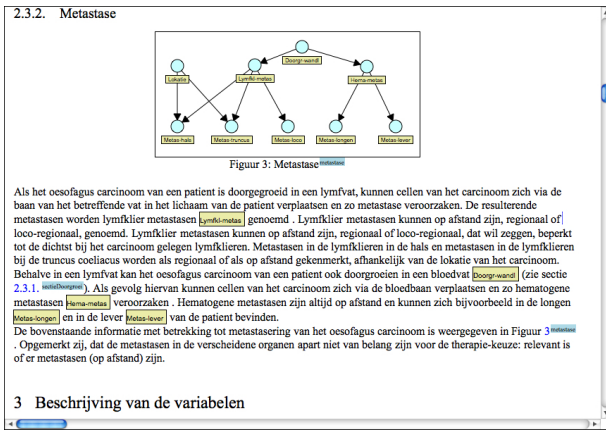 2.3.2. Metastase
Doorgr-wandl
Lokatie
Lymfkl-metas
Hema-metas
Metas-hals
Metas-truncus
Metas-loco
Metas-longen
Metas-lever
Figuur 3: Metastase metastase
Als het oesofagus carcinoom van een patient is doorgegroeid in een lymfvat, kunnen cellen van het carcinoom zich via de
baan van het betreffende vat in het lichaam van de patient verplaatsen en zo metastase veroorzaken. De resulterende
metastasen worden lymfklier metastasen Lymfkl-metas genoemd . Lymfklier metastasen kunnen op afstand zijn, regionaal of
loco-regionaal, genoemd. Lymfklier metastasen kunnen op afstand zijn, regionaal of loco-regionaal, dat wil zeggen, beperkt
tot de dichtst bij het carcinoom gelegen lymfklieren. Metastasen in de lymfklieren in de hals en metastasen in de lymfklieren
bij de truncus coeliacus worden als regionaal of als op afstand gekenmerkt, afhankelijk van de lokatie van het carcinoom.
Behalve in een lymfvat kan het oesofagus carcinoom van een patient ook doorgroeien in een bloedvat Doorgr-wandl (zie sectie
2.3.1. sectieDoorgroei). Als gevolg hiervan kunnen cellen van het carcinoom zich via de bloedbaan verplaatsen en zo hematogene
metastasen Hema-metas veroorzaken . Hematogene metastasen zijn altijd op afstand en kunnen zich bijvoorbeeld in de longen
Metas-longen en in de lever Metas-lever van de patient bevinden.
De bovenstaande informatie met betrekking tot metastasering van het oesofagus carcinoom is weergegeven in Figuur 3 metastase
. Opgemerkt zij, dat de metastasen in de verscheidene organen apart niet van belang zijn voor de therapie-keuze: relevant is
of er metastasen (op afstand) zijn.
3 Beschrijving van de variabelen